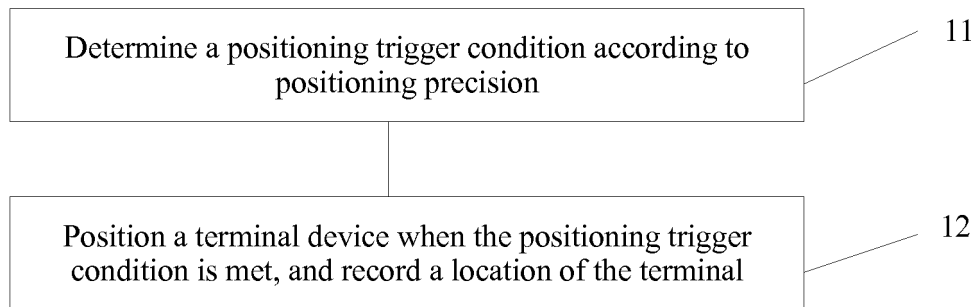 Determine a positioning trigger condition according to
positioning precision
11
Position a terminal device when the positioning trigger
condition is met, and record a location of the terminal
12